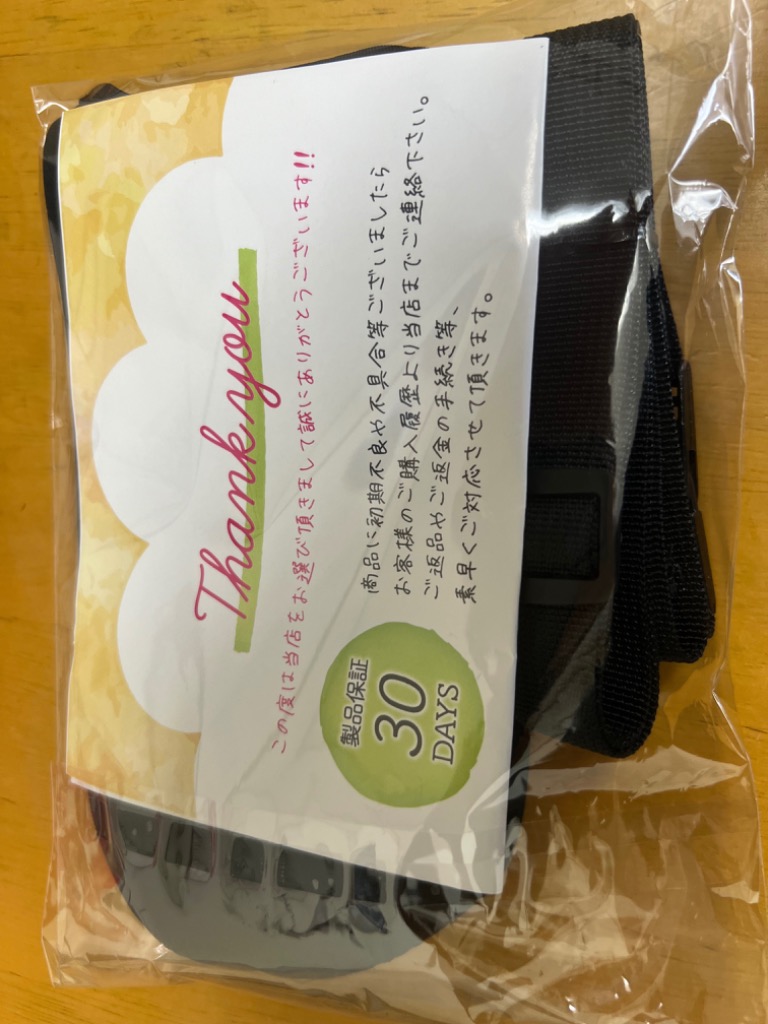 Thank you
この度は当店をお選び頂きまして誠にありがとうございます!!
商品に初期不良や不具合等ございましたら
お客様のご購入履歴より当店までご連絡下さい。
ご返品やご返金の手続き等、
素早くご対応させて頂きます。
製品保証
30
DAYS